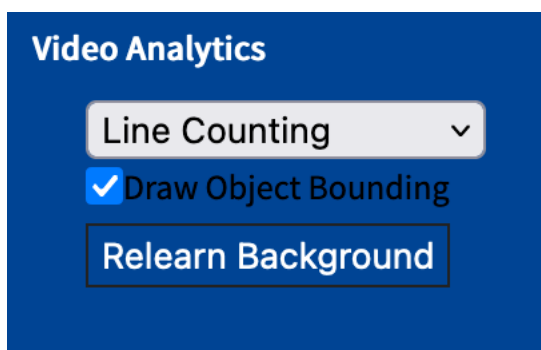 Video Analytics
Line Counting
Draw Object Bounding
Relearn Background